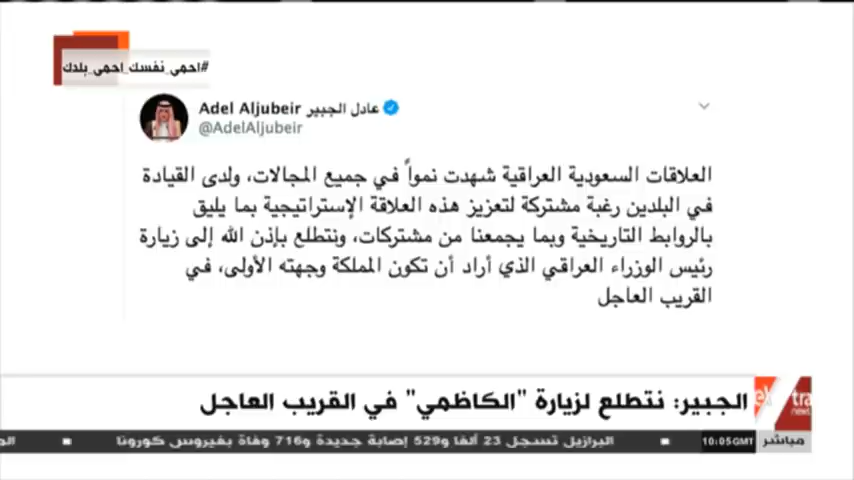 #احمي_نفسك_احمي_بلدك
Adel Aljubeir عادل الجبير
@AdelAljubeir
العلاقات السعودية العراقية شهدت نمواً في جميع المجالات، ولدى القيادة
في البلدين رغبة مشتركة لتعزيز هذه العلاقة الإستراتيجية بما يليق
بالروابط التاريخية وبما يجمعنا من مشتركات، ونتطلع بإذن الله إلى زيارة
رئيس الوزراء العراقي الذي أراد أن تكون المملكة وجهته الأولى، في
القريب العاجل
الجبير: نتطلع لزيارة "الكاظمي" في القريب العاجل
tra
news
مباشر
10:05GMT
البرازيل تسجل 23 ألفا و529 إصابة جديدة و716 وفاة بفيروس كورونا